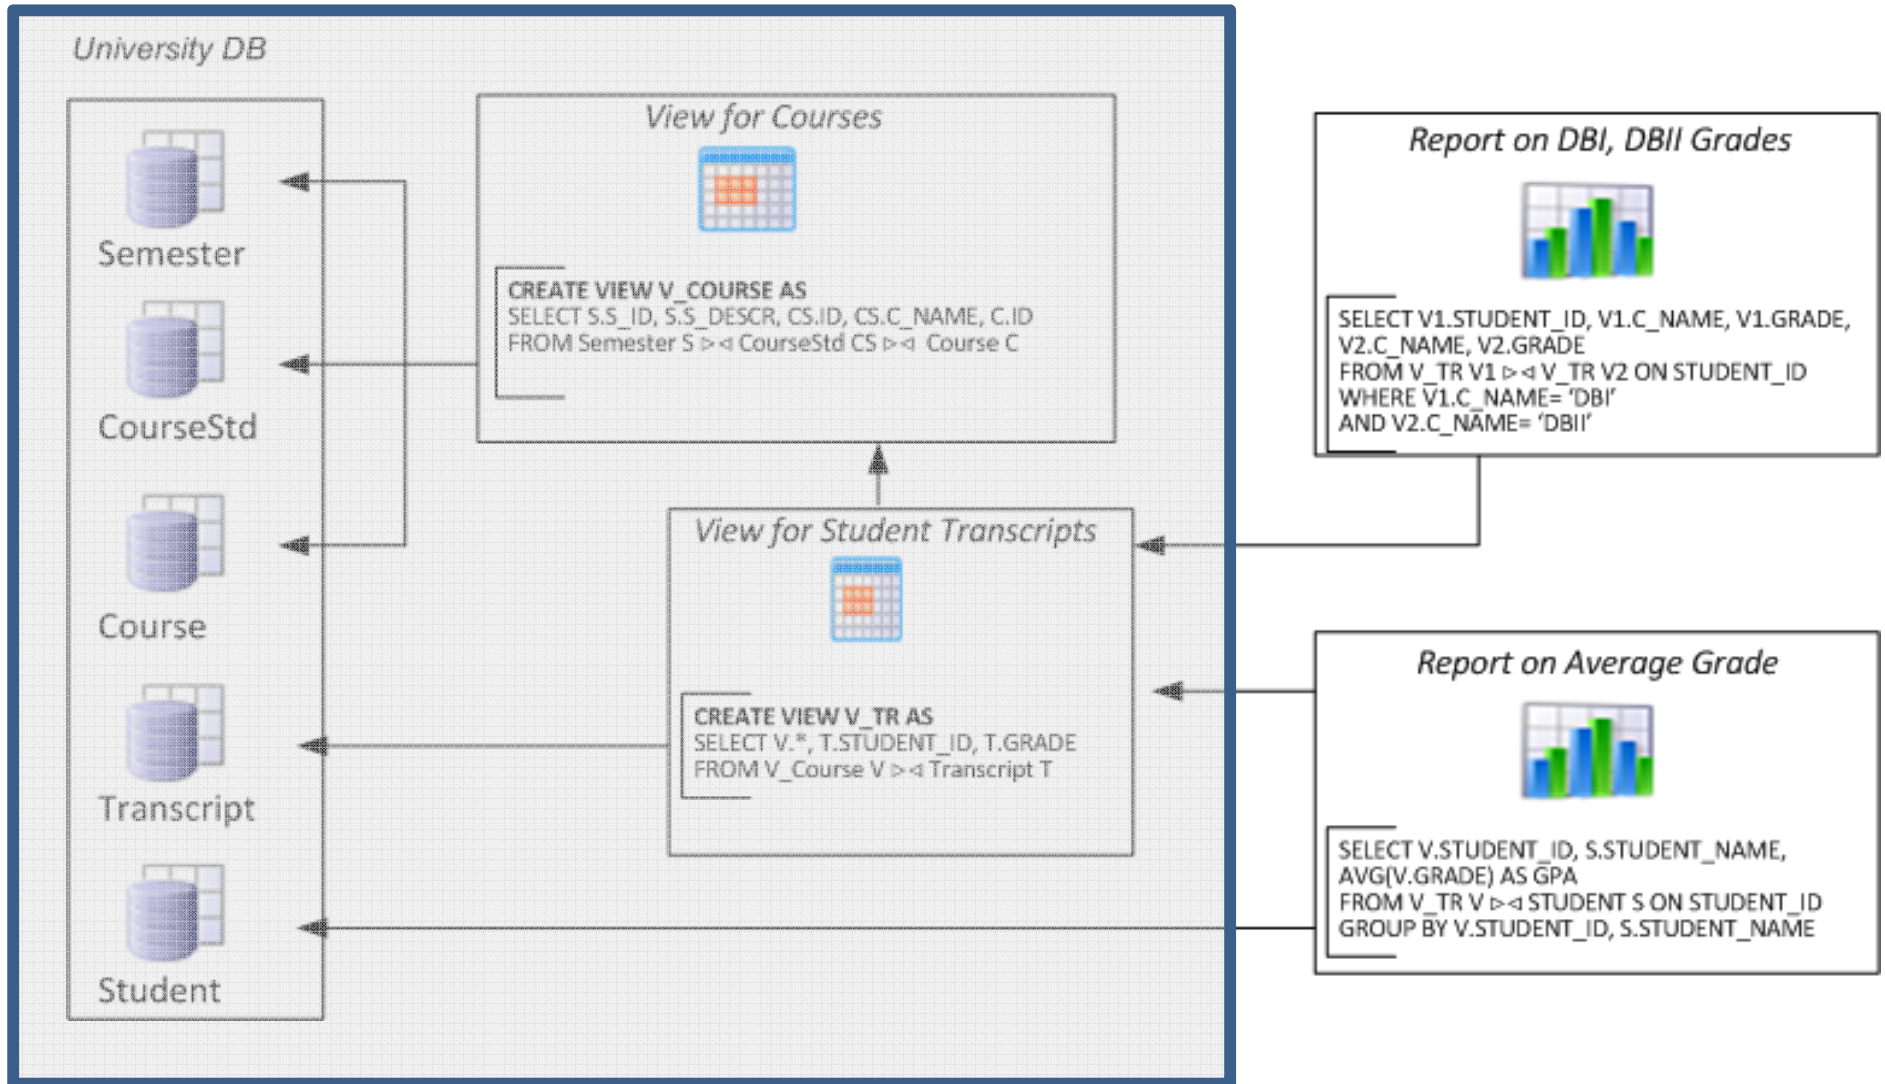 University DB
Semester
CourseStd
Course
Transcript
Student
View for Courses
CREATE VIEW V_COURSE AS
SELECT S.S_ID, S.S_DESCR, CS.ID, CS.C_NAME, C.ID
FROM Semester S ▹◃ CourseStd CS ▹◃ Course C
View for Student Transcripts
CREATE VIEW V_TR AS
SELECT V.*, T.STUDENT_ID, T.GRADE
FROM V_Course V ▹◃ Transcript T
Report on DBI, DBII Grades
SELECT V1.STUDENT_ID, V1.C_NAME, V1.GRADE,
V2.C_NAME, V2.GRADE
FROM V_TR V1 ▹◃ V_TR V2 ON STUDENT_ID
WHERE V1.C_NAME= ‘DBI’
AND V2.C_NAME= ‘DBII’
Report on Average Grade
SELECT V.STUDENT_ID, S.STUDENT_NAME,
AVG(V.GRADE) AS GPA
FROM V_TR V ▹◃ STUDENT S ON STUDENT_ID
GROUP BY V.STUDENT_ID, S.STUDENT_NAME